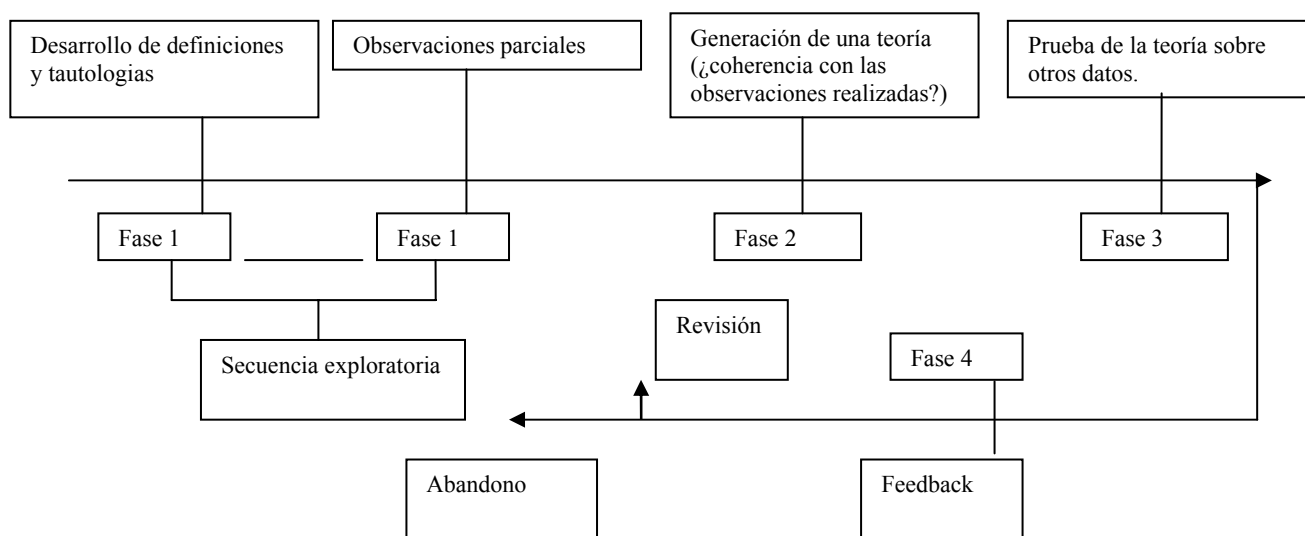 Desarrollo de definiciones
y tautologias
Observaciones parciales
Generación de una teoría
(¿coherencia con las
observaciones realizadas?)
Prueba de la teoría sobre
otros datos.
Fase 1
Fase 1
Fase 2
Fase 3
Secuencia exploratoria
Revisión
Fase 4
Abandono
Feedback